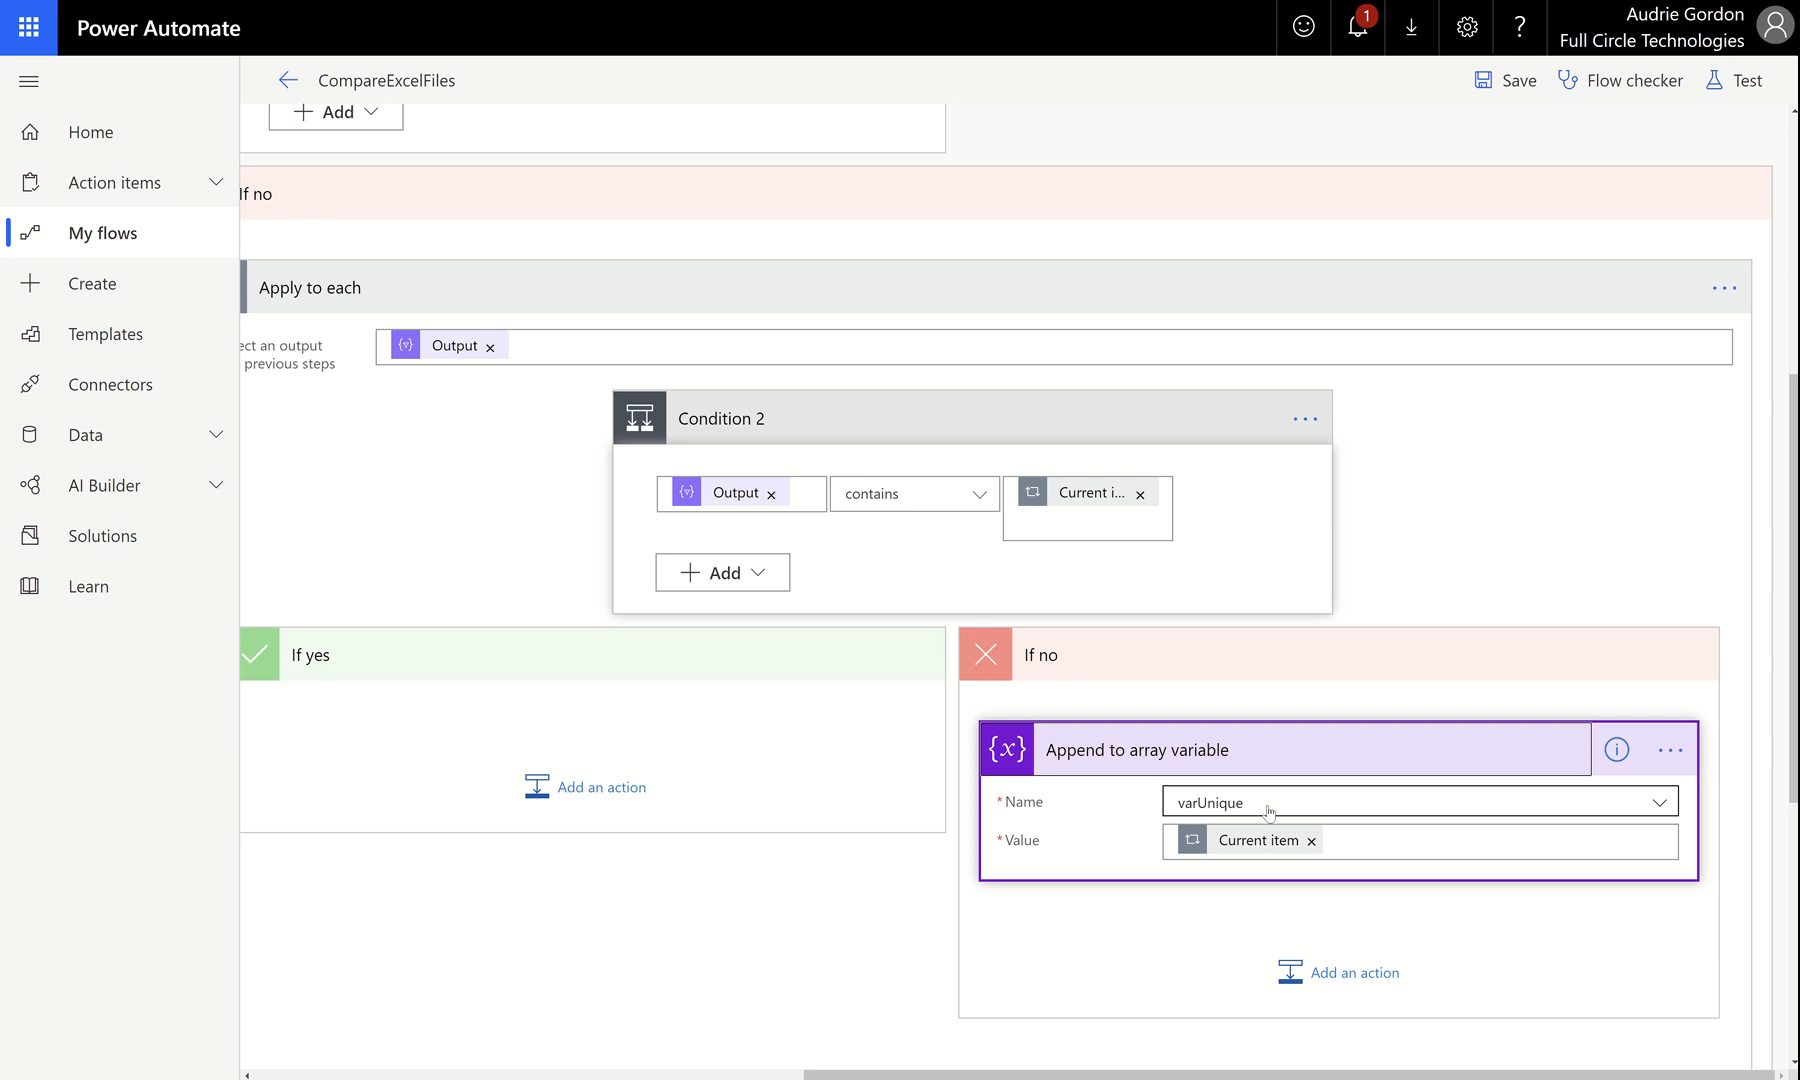 Power Automate
1
?
Audrie Gordon
Full Circle Technologies
CompareExcelFiles
Save
Flow checker
Test
Home
Action items
My flows
Create
Templates
Connectors
Data
AI Builder
Solutions
Learn
Add
If no
Apply to each
ect an output
previous steps
Output
Condition 2
Output
contains
Current i...
Add
If yes
Add an action
If no
{x} Append to array variable
* Name
varUnique
* Value
Current item
Add an action